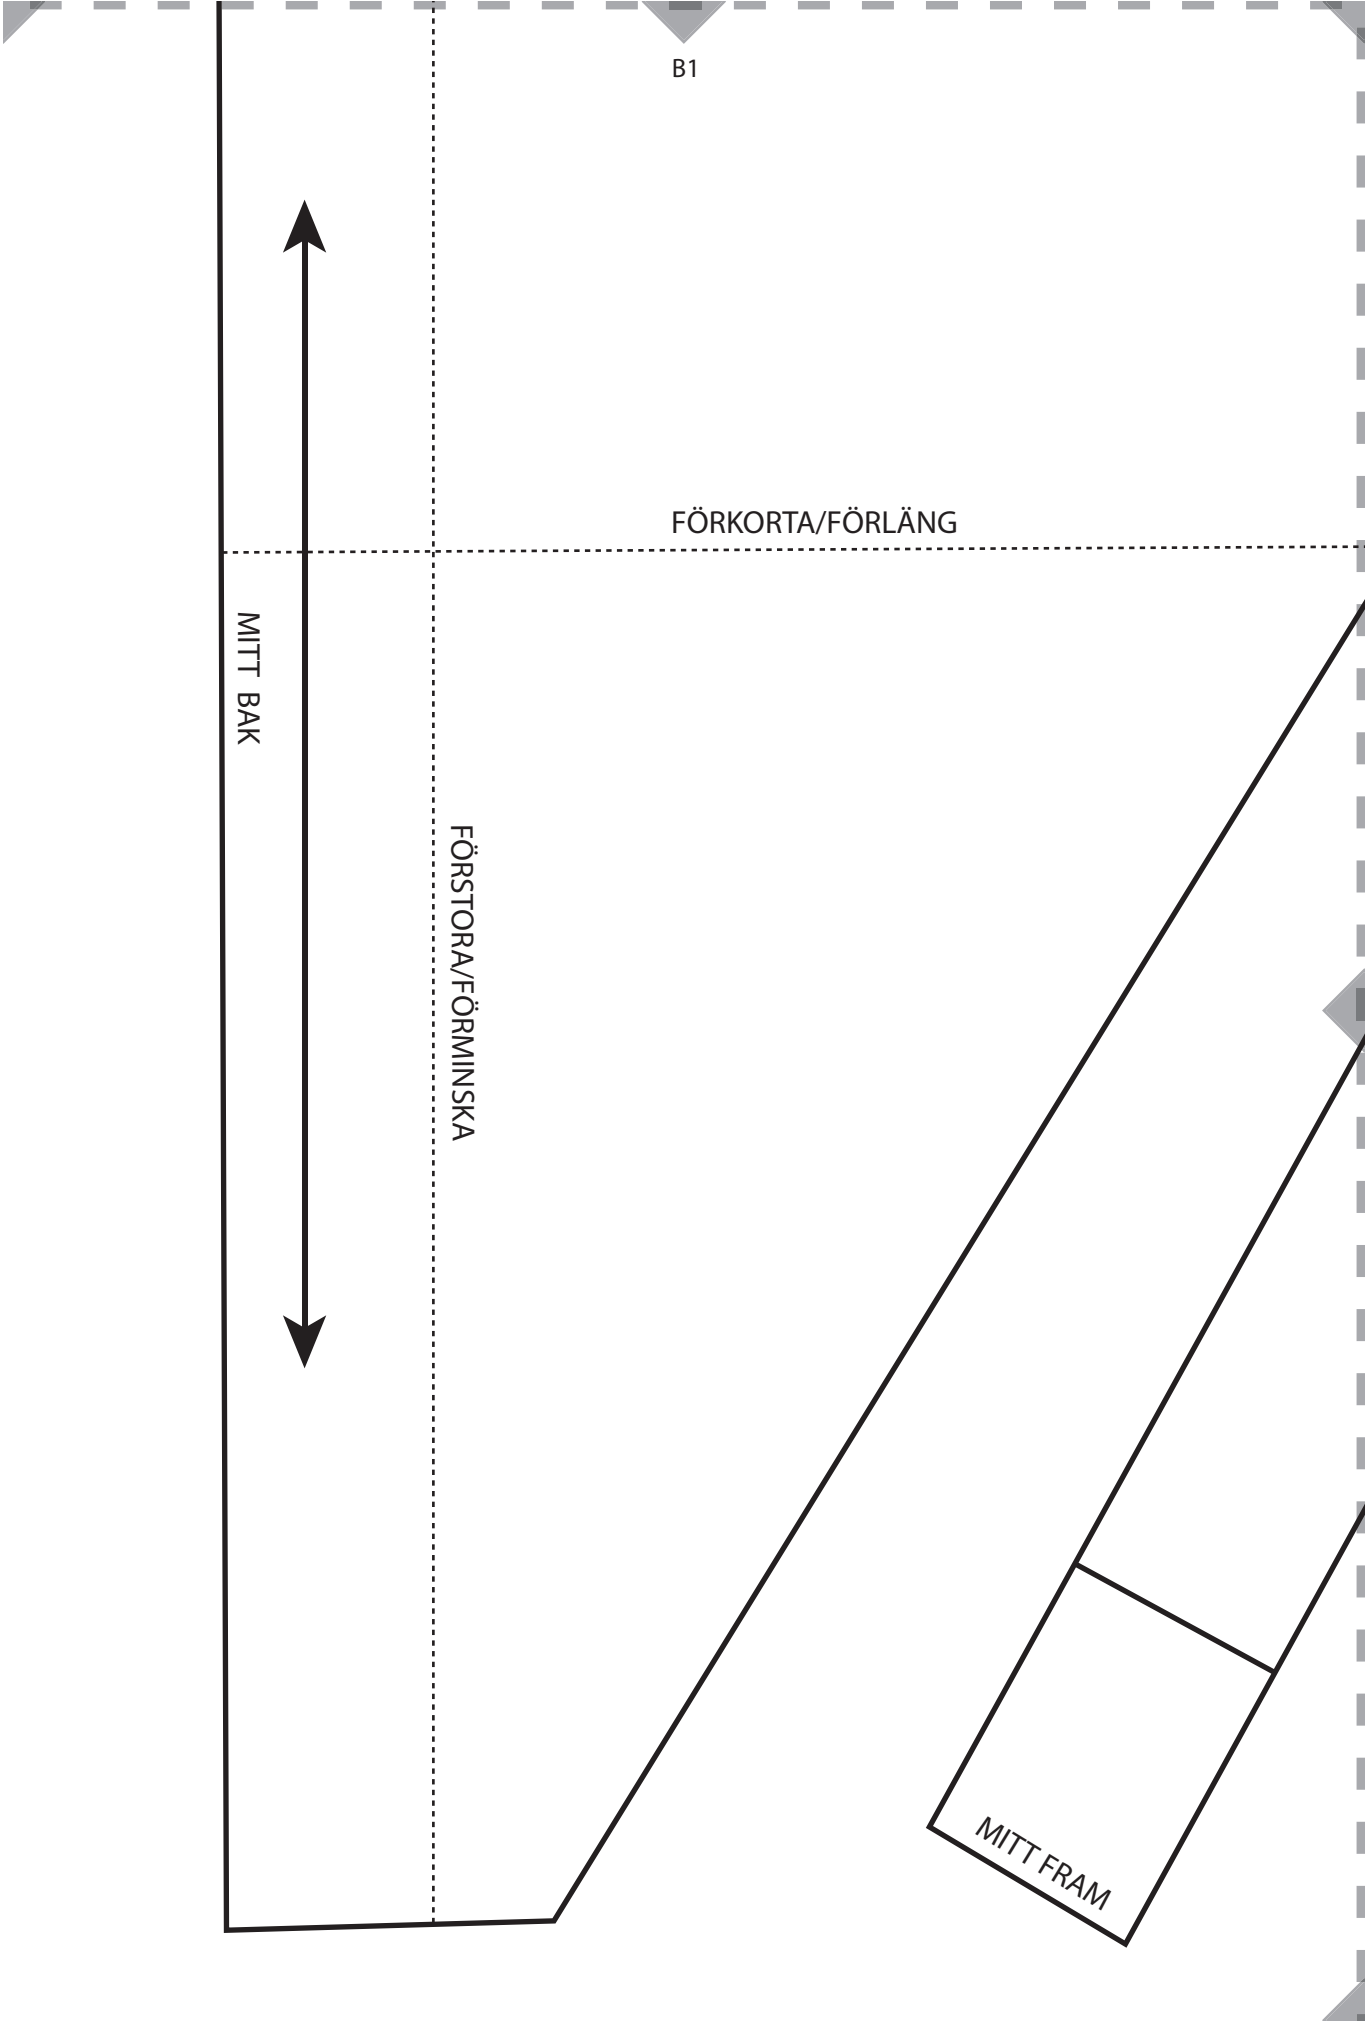 B1
FÖRKORTA/FÖRLÄNG
MITT BAK
FÖRSTORA/FÖRMINSKA
MITT FRAM